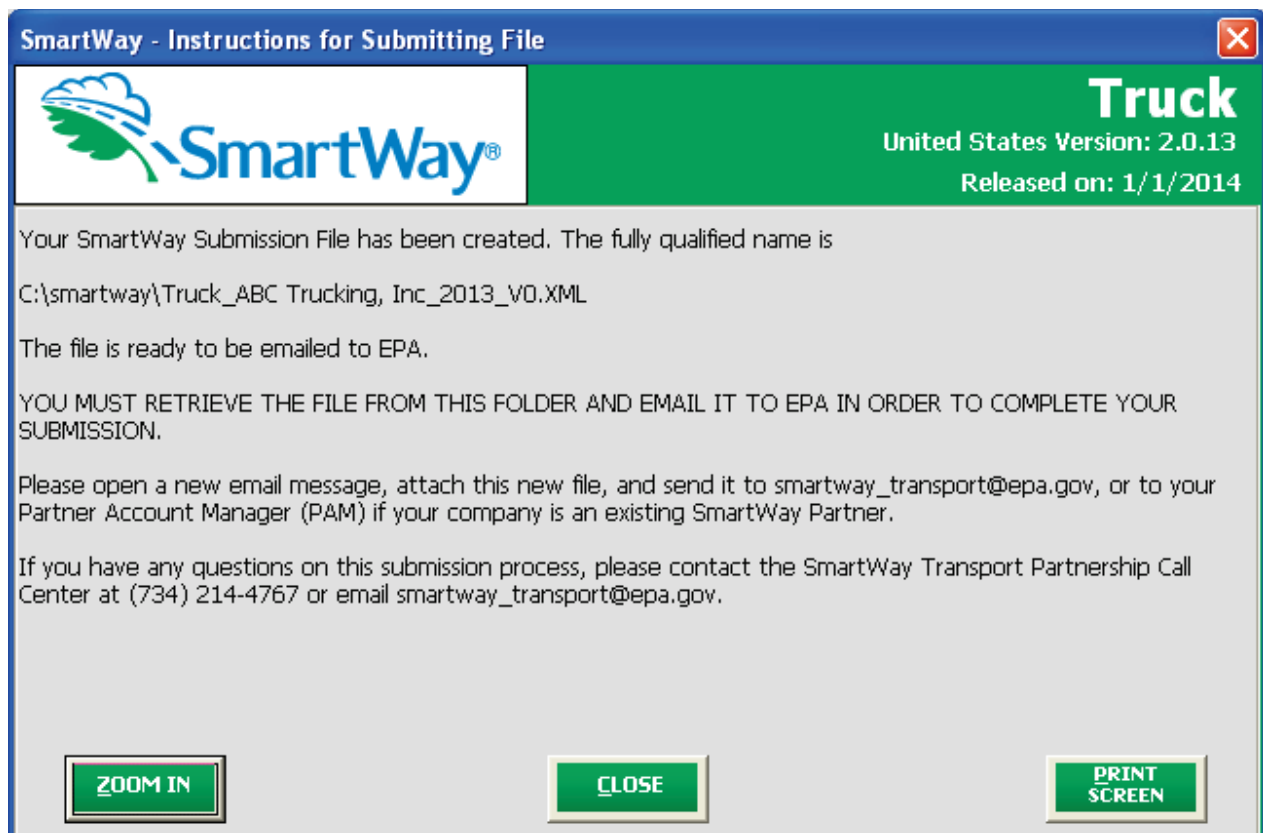 SmartWay - Instructions for Submitting File
SmartWay®
Truck
United States Version: 2.0.13
Released on: 1/1/2014
Your SmartWay Submission File has been created. The fully qualified name is
C:\smartway\Truck_ABC Trucking, Inc_2013_V0.XML
The file is ready to be emailed to EPA.
YOU MUST RETRIEVE THE FILE FROM THIS FOLDER AND EMAIL IT TO EPA IN ORDER TO COMPLETE YOUR
SUBMISSION.
Please open a new email message, attach this new file, and send it to smartway_transport@epa.gov, or to your
Partner Account Manager (PAM) if your company is an existing SmartWay Partner.
If you have any questions on this submission process, please contact the SmartWay Transport Partnership Call
Center at (734) 214-4767 or email smartway_transport@epa.gov.
ZOOM IN
CLOSE
PRINT
SCREEN